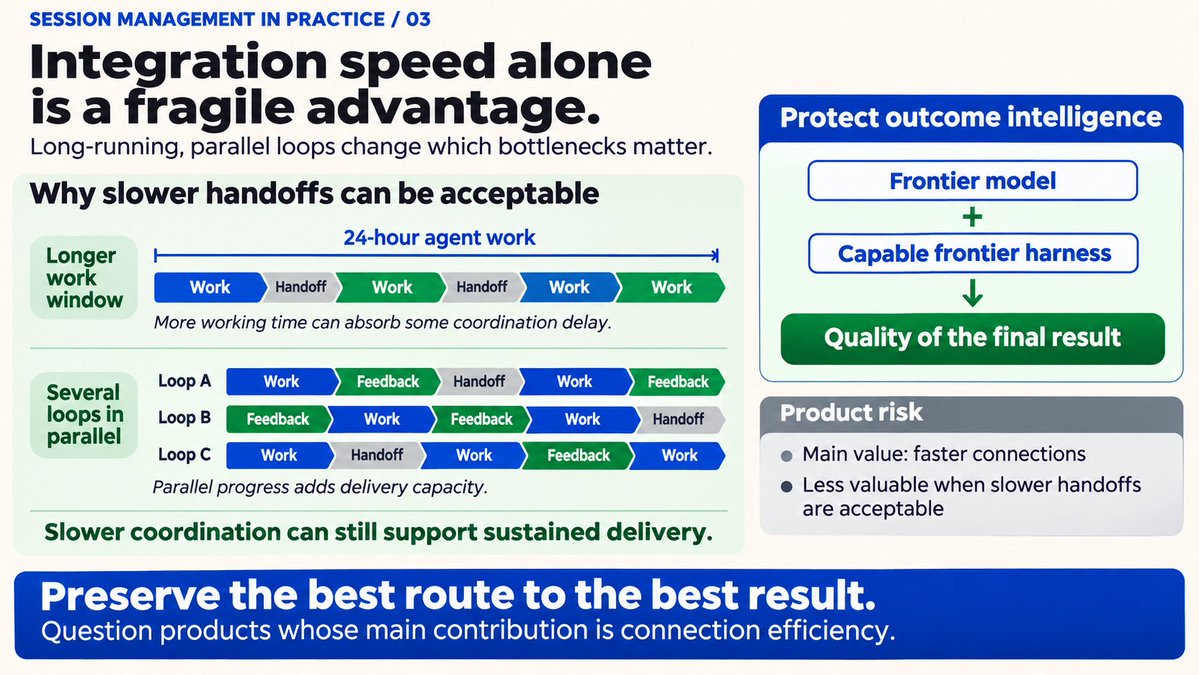 SESSION MANAGEMENT IN PRACTICE / 03
Integration speed alone
is a fragile advantage.
Long-running, parallel loops change which bottlenecks matter.
Why slower handoffs can be acceptable
Longer
work
window
24-hour agent work
Work
Handoff
Work
Handoff
Work
Work
More working time can absorb some coordination delay.
Several
loops in
parallel
Loop A
Work
Feedback
Handoff
Work
Feedback
Loop B
Feedback
Work
Feedback
Work
Handoff
Loop C
Work
Handoff
Work
Feedback
Work
Parallel progress adds delivery capacity.
Slower coordination can still support sustained delivery.
Protect outcome intelligence
Frontier model
+
Capable frontier harness
Quality of the final result
Product risk
Main value: faster connections
Less valuable when slower handoffs
are acceptable
Preserve the best route to the best result.
Question products whose main contribution is connection efficiency.